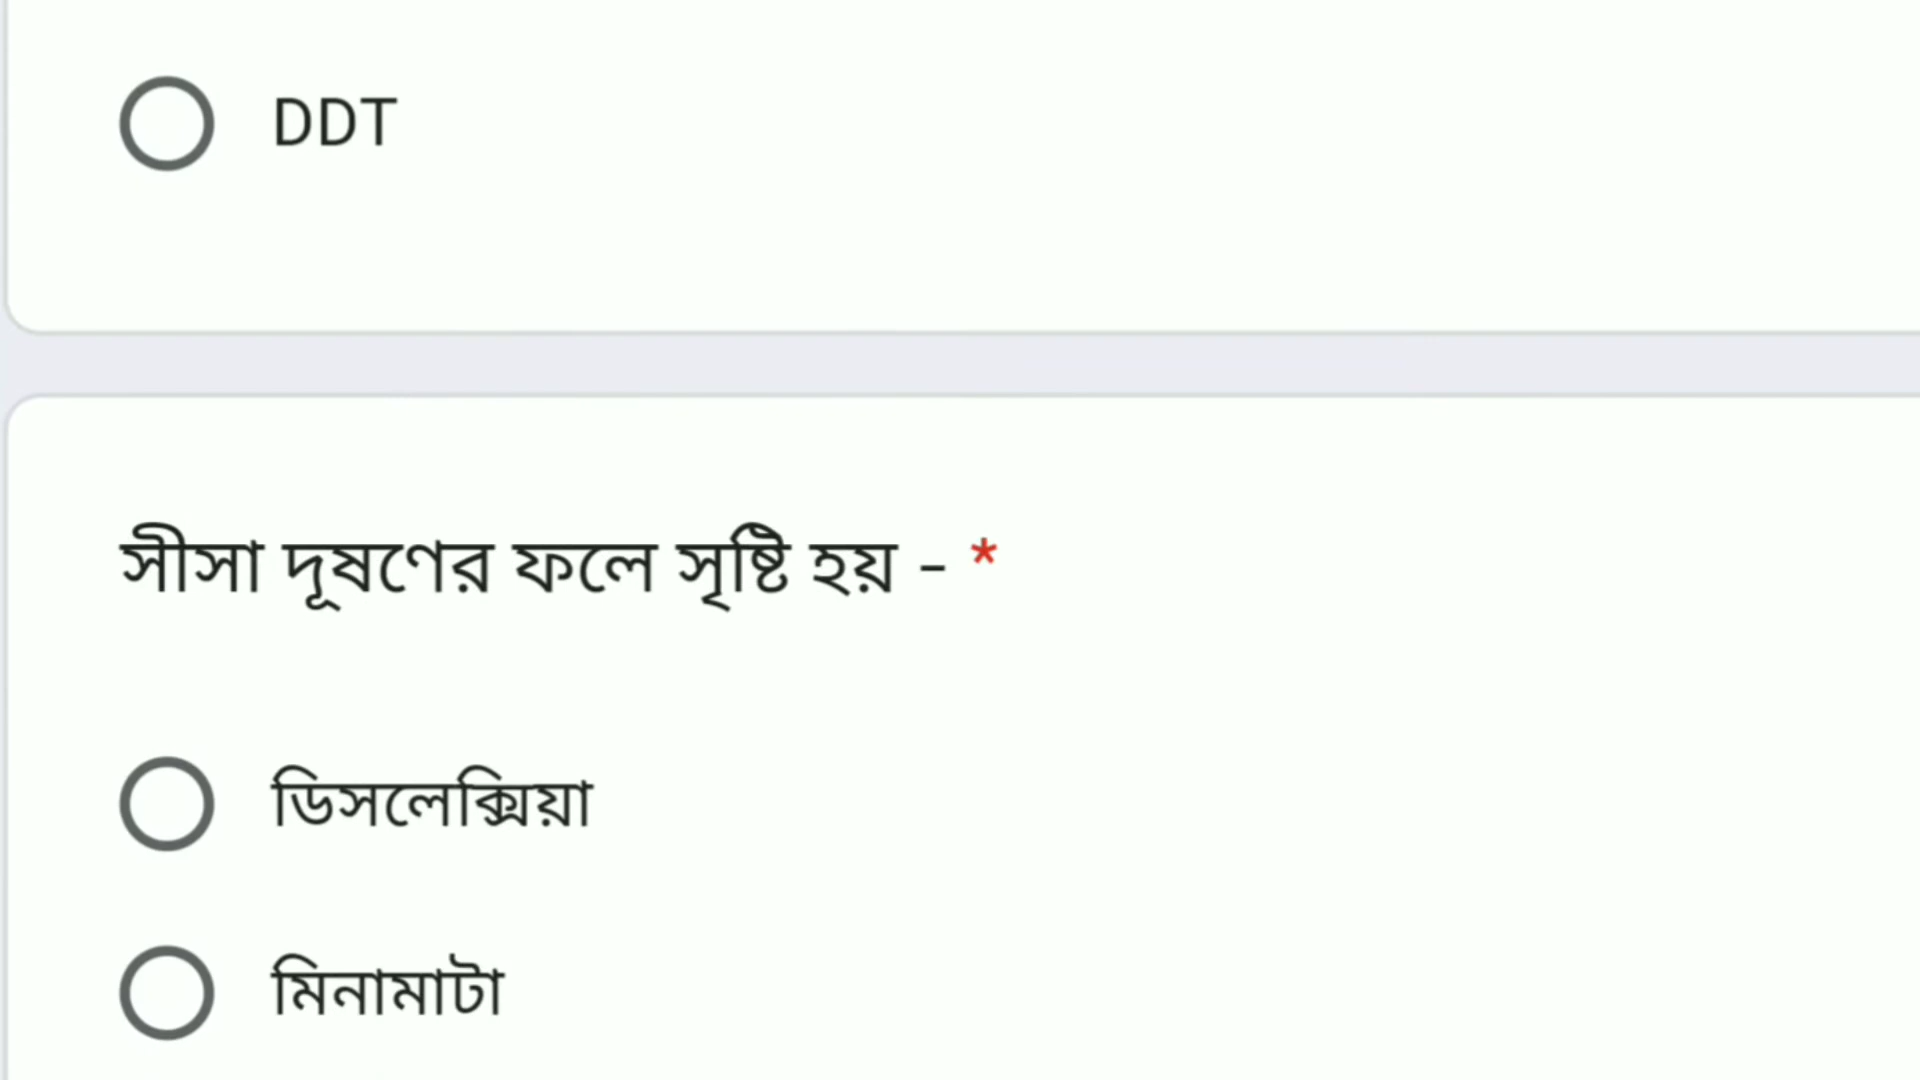 DDT
সীসা দূষণের ফলে সৃষ্টি হয় - *
ডিসলেক্সিয়া
মিনামাটা